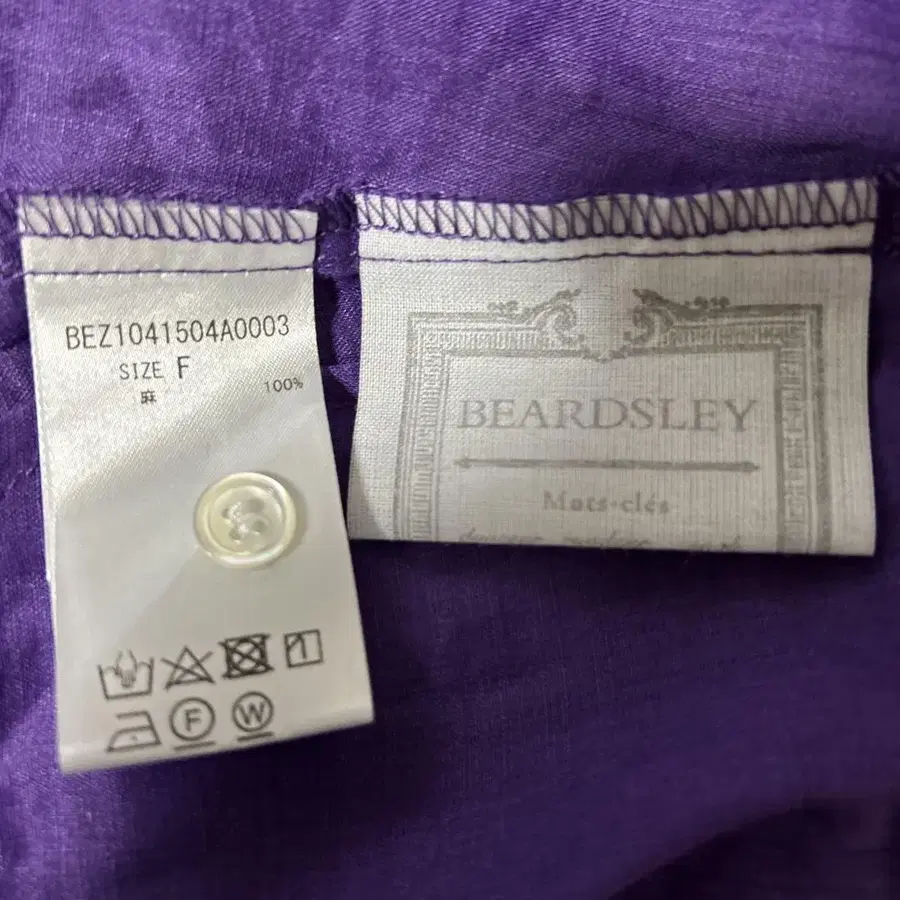 BEZ1041504A0003
SIZE F
麻 100%
F W
BEARDSLEY
Mots-clés